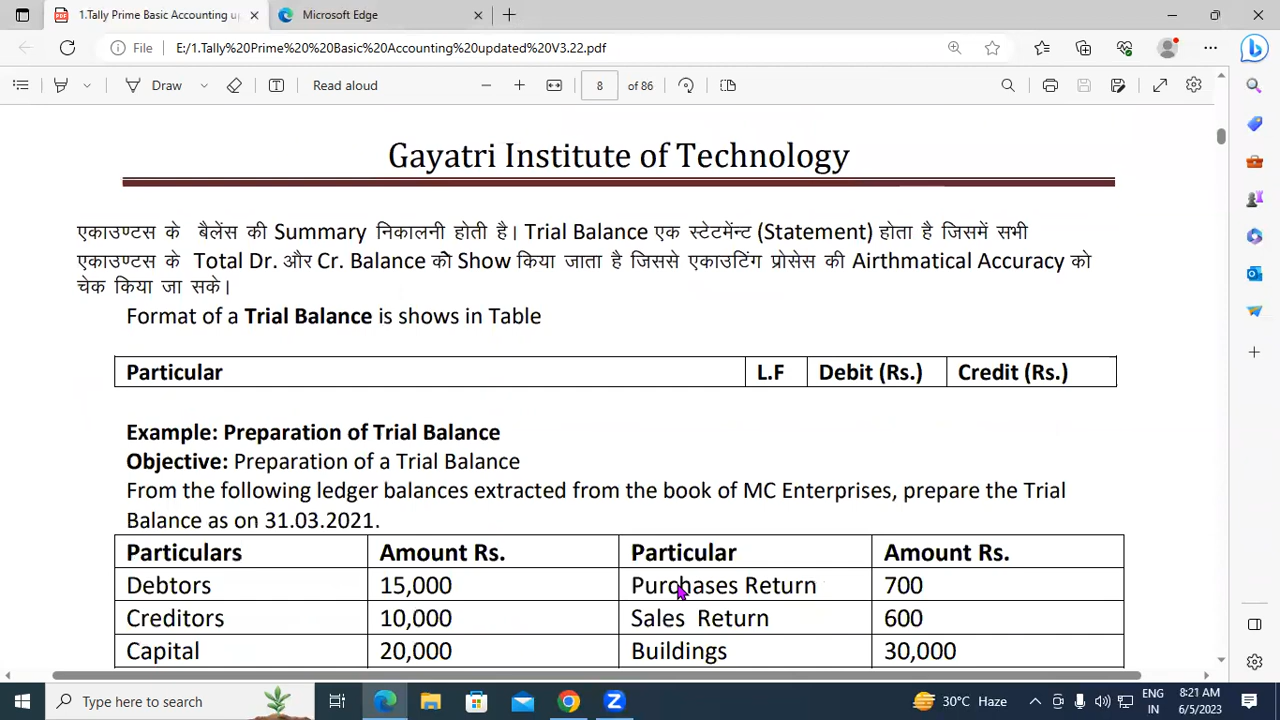 1.Tally Prime Basic Accounting up
Microsoft Edge
File
E:/1.Tally%20Prime%20%20Basic%20Accounting%20updated%20V3.22.pdf
Draw
Read aloud
8 of 86
Gayatri Institute of Technology
एकाउण्टस के बैलेंस की Summary निकालनी होती है। Trial Balance एक स्टेटमेंन्ट (Statement) होता है जिसमें सभी
एकाउण्टस के Total Dr. और Cr. Balance को Show किया जाता है जिससे एकाउटिंग प्रोसेस की Airthmatical Accuracy को
चेक किया जा सके।
Format of a Trial Balance is shows in Table
Particular L.F Debit (Rs.) Credit (Rs.)
Example: Preparation of Trial Balance
Objective: Preparation of a Trial Balance
From the following ledger balances extracted from the book of MC Enterprises, prepare the Trial
Balance as on 31.03.2021.
Particulars Amount Rs. Particular Amount Rs.
Debtors 15,000 Purchases Return 700
Creditors 10,000 Sales Return 600
Capital 20,000 Buildings 30,000
Type here to search
30°C Haze
ENG
IN
8:21 AM
6/5/2023